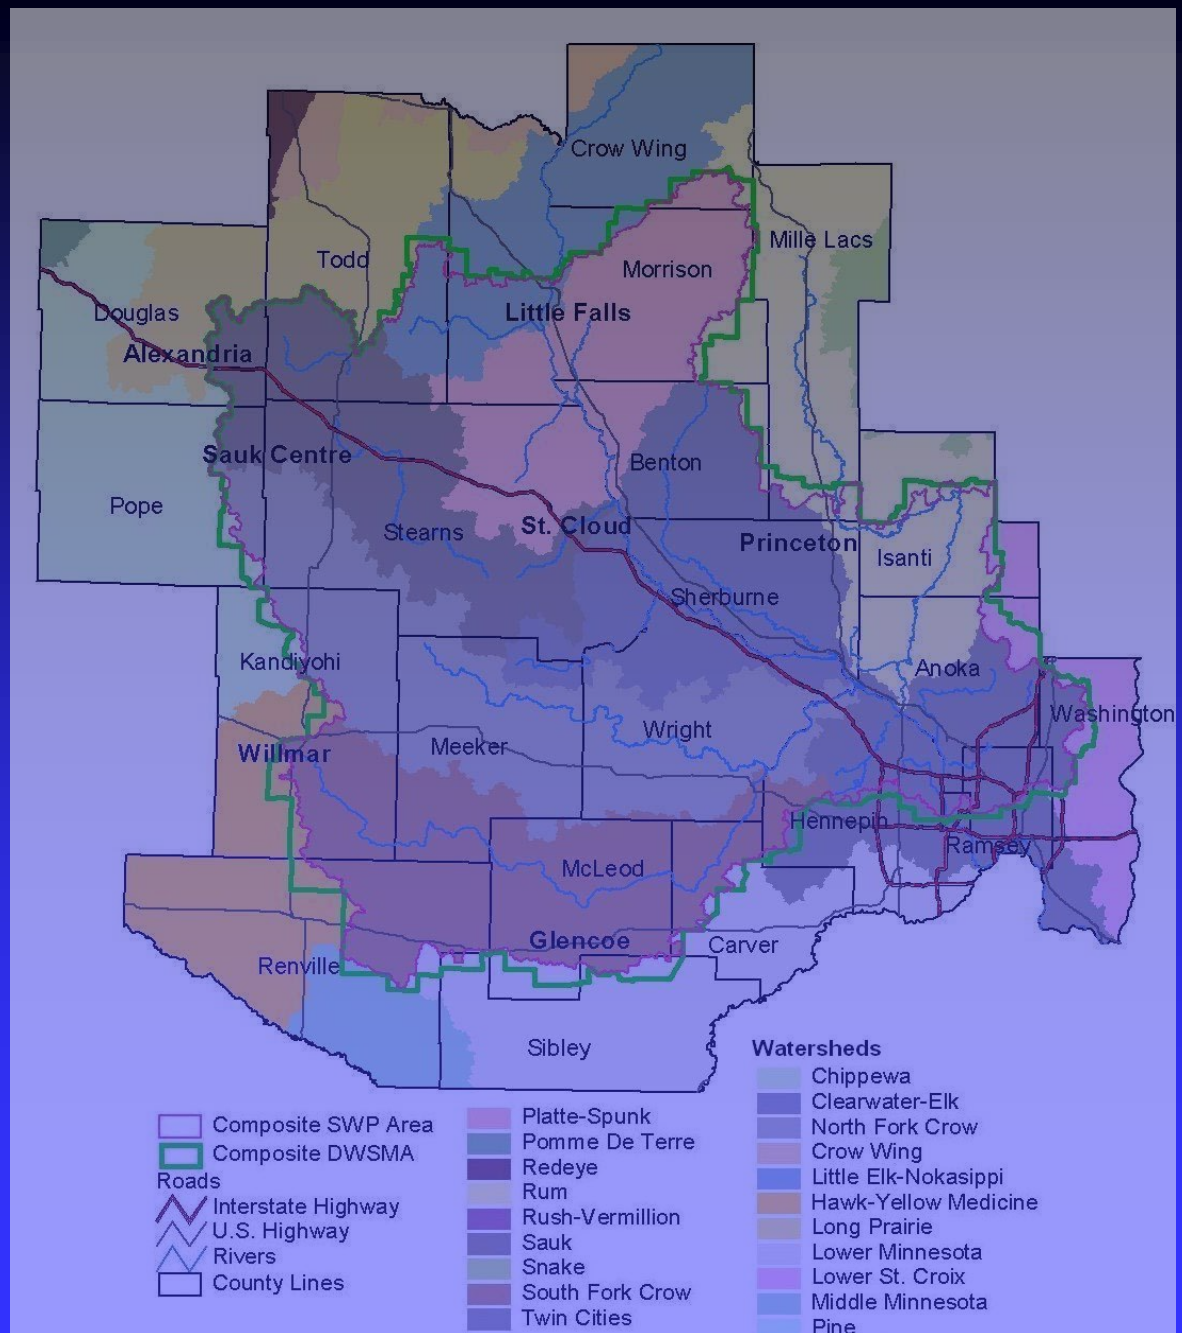 Crow Wing
Mille Lacs
Todd
Morrison
Douglas
Little Falls
Alexandria
Sauk Centre
Benton
Pope
Stearns
St. Cloud
Princeton
Isanti
Sherburne
Kandiyohi
Anoka
Washington
Wright
Meeker
Willmar
Hennepin
Ramsey
McLeod
Glencoe
Carver
Renville
Sibley
Composite SWP Area
Composite DWSMA
Roads
Interstate Highway
U.S. Highway
Rivers
County Lines
Platte-Spunk
Pomme De Terre
Redeye
Rum
Rush-Vermillion
Sauk
Snake
South Fork Crow
Twin Cities
Watersheds
Chippewa
Clearwater-Elk
North Fork Crow
Crow Wing
Little Elk-Nokasippi
Hawk-Yellow Medicine
Long Prairie
Lower Minnesota
Lower St. Croix
Middle Minnesota
Pine